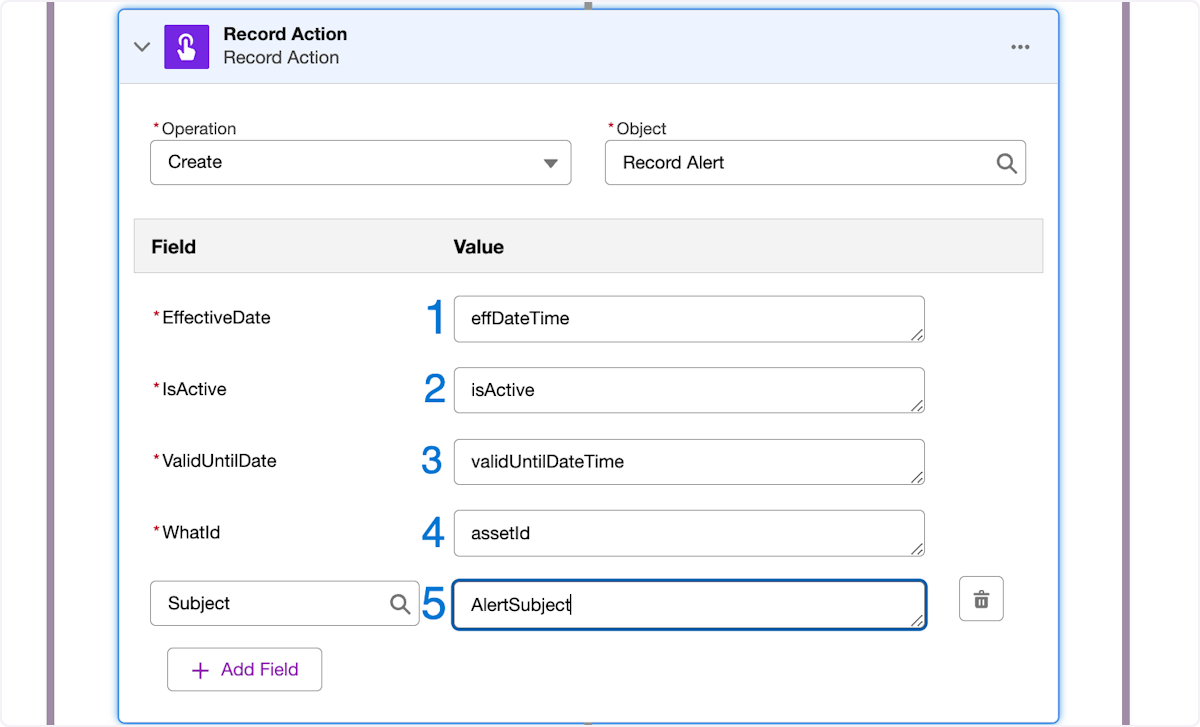 Record Action
Record Action
*Operation
*Object
Create
Record Alert
Field Value
*EffectiveDate 1 effDateTime
*IsActive 2 isActive
*ValidUntilDate 3 validUntilDateTime
*WhatId 4 assetId
Subject 5 AlertSubject
+ Add Field